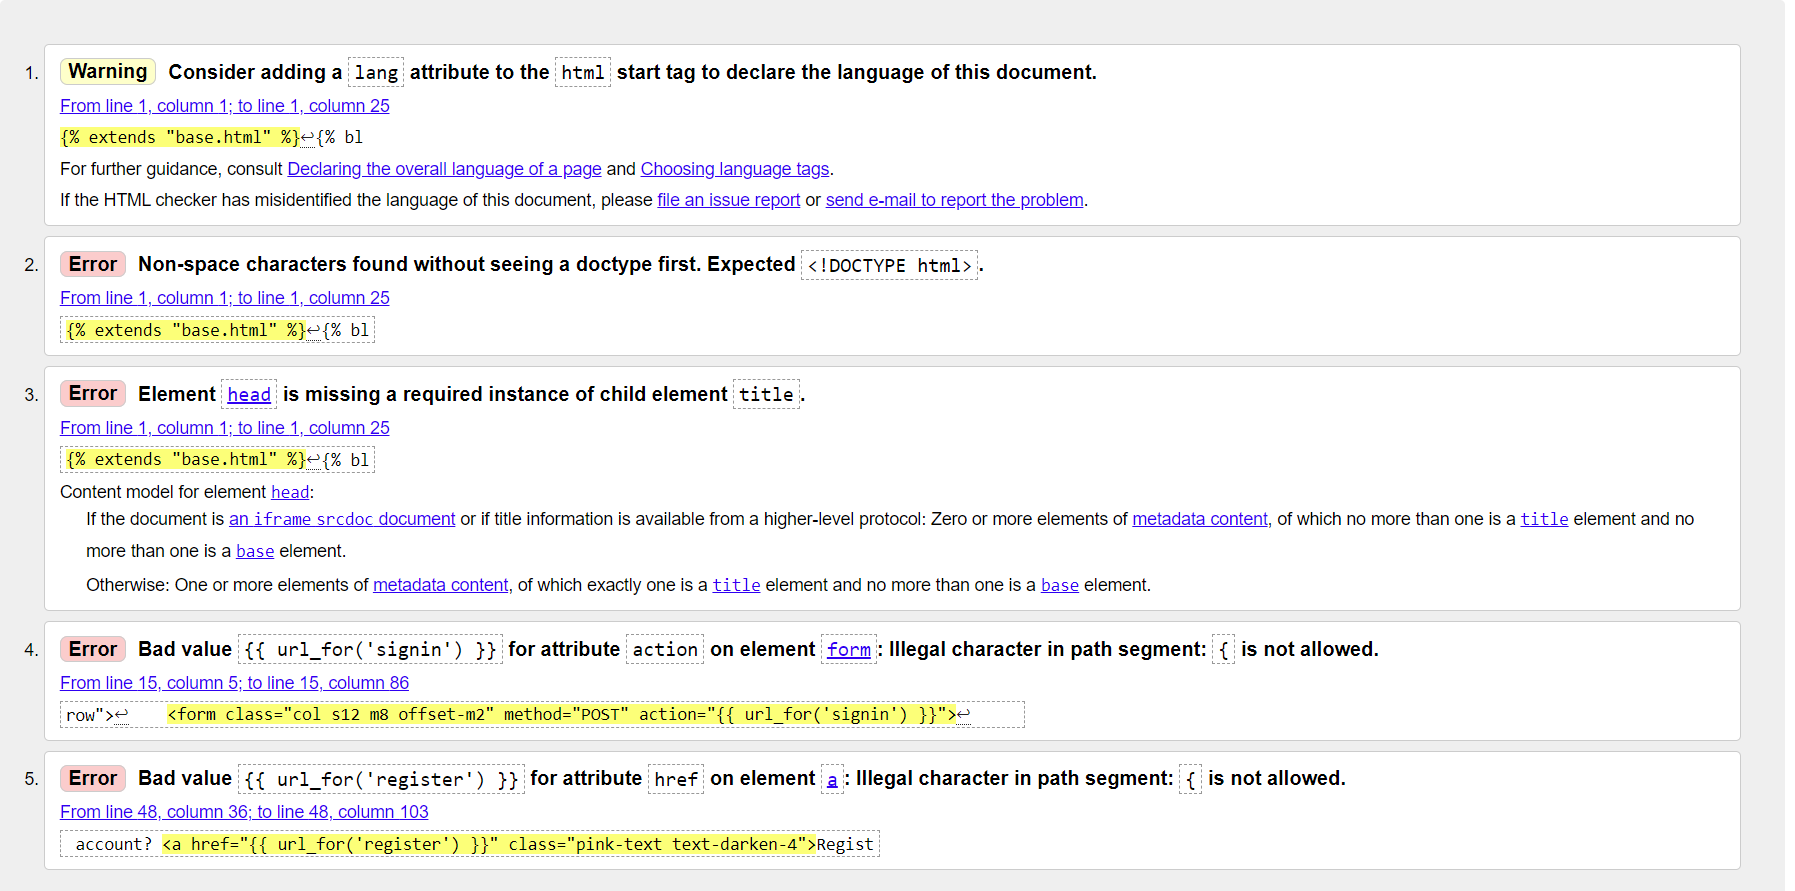 1. Warning Consider adding a lang attribute to the html start tag to declare the language of this document.
From line 1, column 1; to line 1, column 25
{% extends "base.html" %}↩{% bl
For further guidance, consult Declaring the overall language of a page and Choosing language tags.
If the HTML checker has misidentified the language of this document, please file an issue report or send e-mail to report the problem.
2. Error Non-space characters found without seeing a doctype first. Expected <!DOCTYPE html>.
From line 1, column 1; to line 1, column 25
{% extends "base.html" %}↩{% bl
3. Error Element head is missing a required instance of child element title.
From line 1, column 1; to line 1, column 25
{% extends "base.html" %}↩{% bl
Content model for element head:
If the document is an iframe srcdoc document or if title information is available from a higher-level protocol: Zero or more elements of metadata content, of which no more than one is a title element and no
more than one is a base element.
Otherwise: One or more elements of metadata content, of which exactly one is a title element and no more than one is a base element.
4. Error Bad value {{ url_for('signin') }} for attribute action on element form: Illegal character in path segment: { is not allowed.
From line 15, column 5; to line 15, column 86
row">↩ <form class="col s12 m8 offset-m2" method="POST" action="{{ url_for('signin') }}">↩
5. Error Bad value {{ url_for('register') }} for attribute href on element a: Illegal character in path segment: { is not allowed.
From line 48, column 36; to line 48, column 103
account? <a href="{{ url_for('register') }}" class="pink-text text-darken-4">Regist